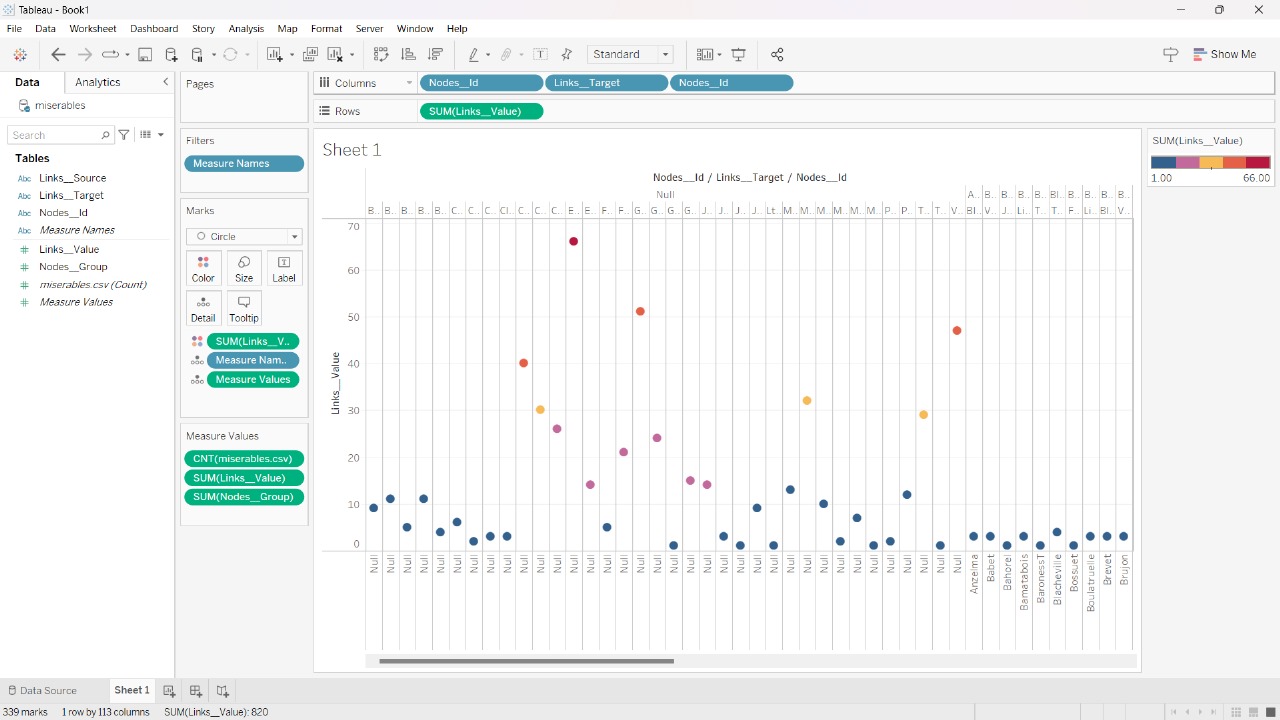 Tableau - Book1
File Data Worksheet Dashboard Story Analysis Map Format Server Window Help
Standard
Show Me
Data Analytics
miserables
Search
Tables
Abc Links__Source
Abc Links__Target
Abc Nodes__Id
Abc Measure Names
Links__Value
Nodes__Group
miserables.csv (Count)
Measure Values
Pages
Filters
Measure Names
Marks
Circle
Color Size Label
Detail Tooltip
SUM(Links__V..
Measure Nam..
Measure Values
Measure Values
CNT(miserables.csv)
SUM(Links__Value)
SUM(Nodes__Group)
Columns Nodes__Id Links__Target Nodes__Id
Rows SUM(Links__Value)
Sheet 1
Nodes__Id / Links__Target / Nodes__Id
Null A.. B.. B.. B.. B.. Bl.. B.. B.. B.. B..
B.. B.. B.. B.. B.. C.. C.. C.. Cl.. C.. C.. C.. E.. E.. F.. F.. G.. G.. G.. J.. J.. J.. J.. Lt.. M.. M.. M.. M.. M.. M.. P.. P.. T.. T.. V.. Bl.. V.. J.. Li.. T.. T.. F.. Li.. Bl.. V..
70
60
50
40
30
20
10
0
Links__Value
Null Null Null Null Null Null Null Null Null Null Null Null Null Null Null Null Null Null Null Null Null Null Null Null Null Null Null Null Null Null Null Null Null Null Null Null Anzelma Babet Bahorel Bamatabois BaronessT Blacheville Bossuet Boulatruelle Brevet Brujon
SUM(Links__Value)
1.00 66.00
Data Source Sheet 1
339 marks 1 row by 113 columns SUM(Links__Value): 820